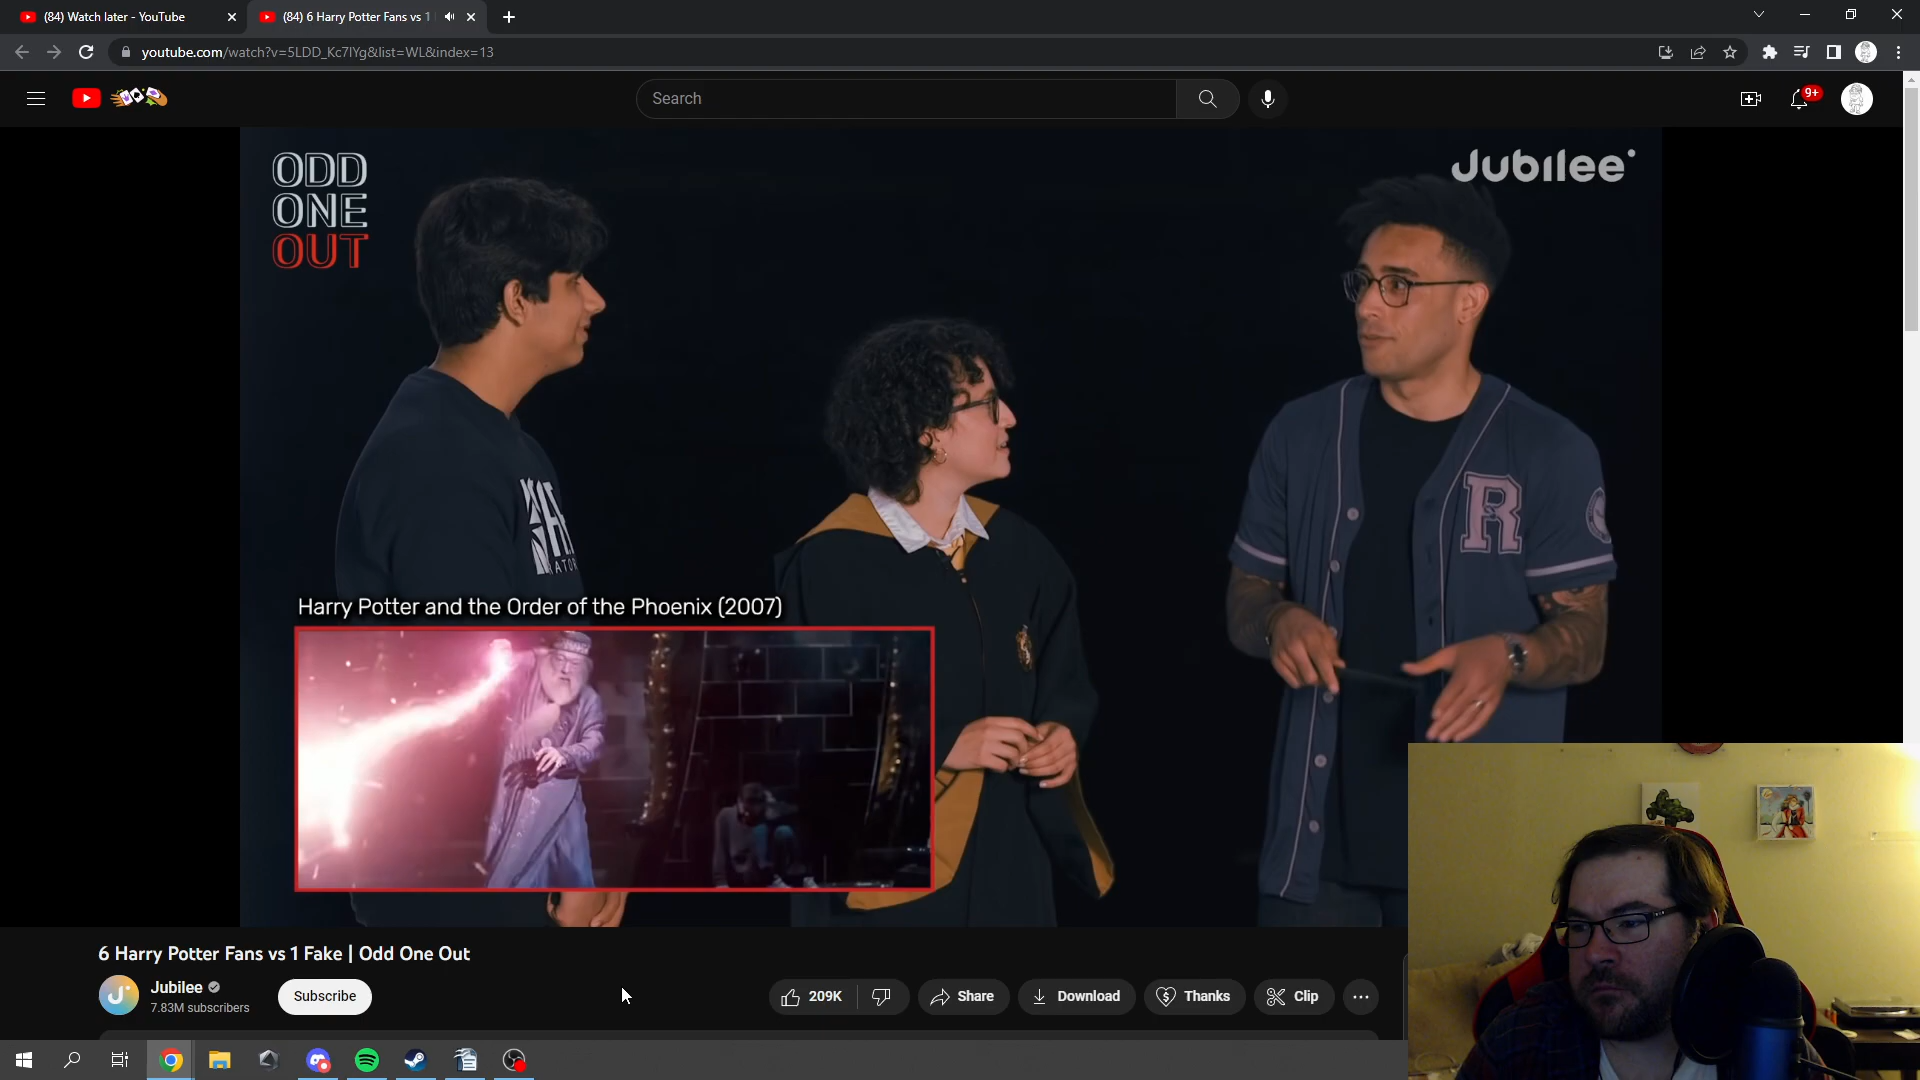 (84) Watch later - YouTube
(84) 6 Harry Potter Fans vs 1
youtube.com/watch?v=5LDD_Kc7lYg&list=WL&index=13
Search
9+
ODD
ONE
OUT
Jubilee
R
Harry Potter and the Order of the Phoenix (2007)
6 Harry Potter Fans vs 1 Fake | Odd One Out
Jubilee
7.83M subscribers
Subscribe
209K
Share
Download
Thanks
Clip